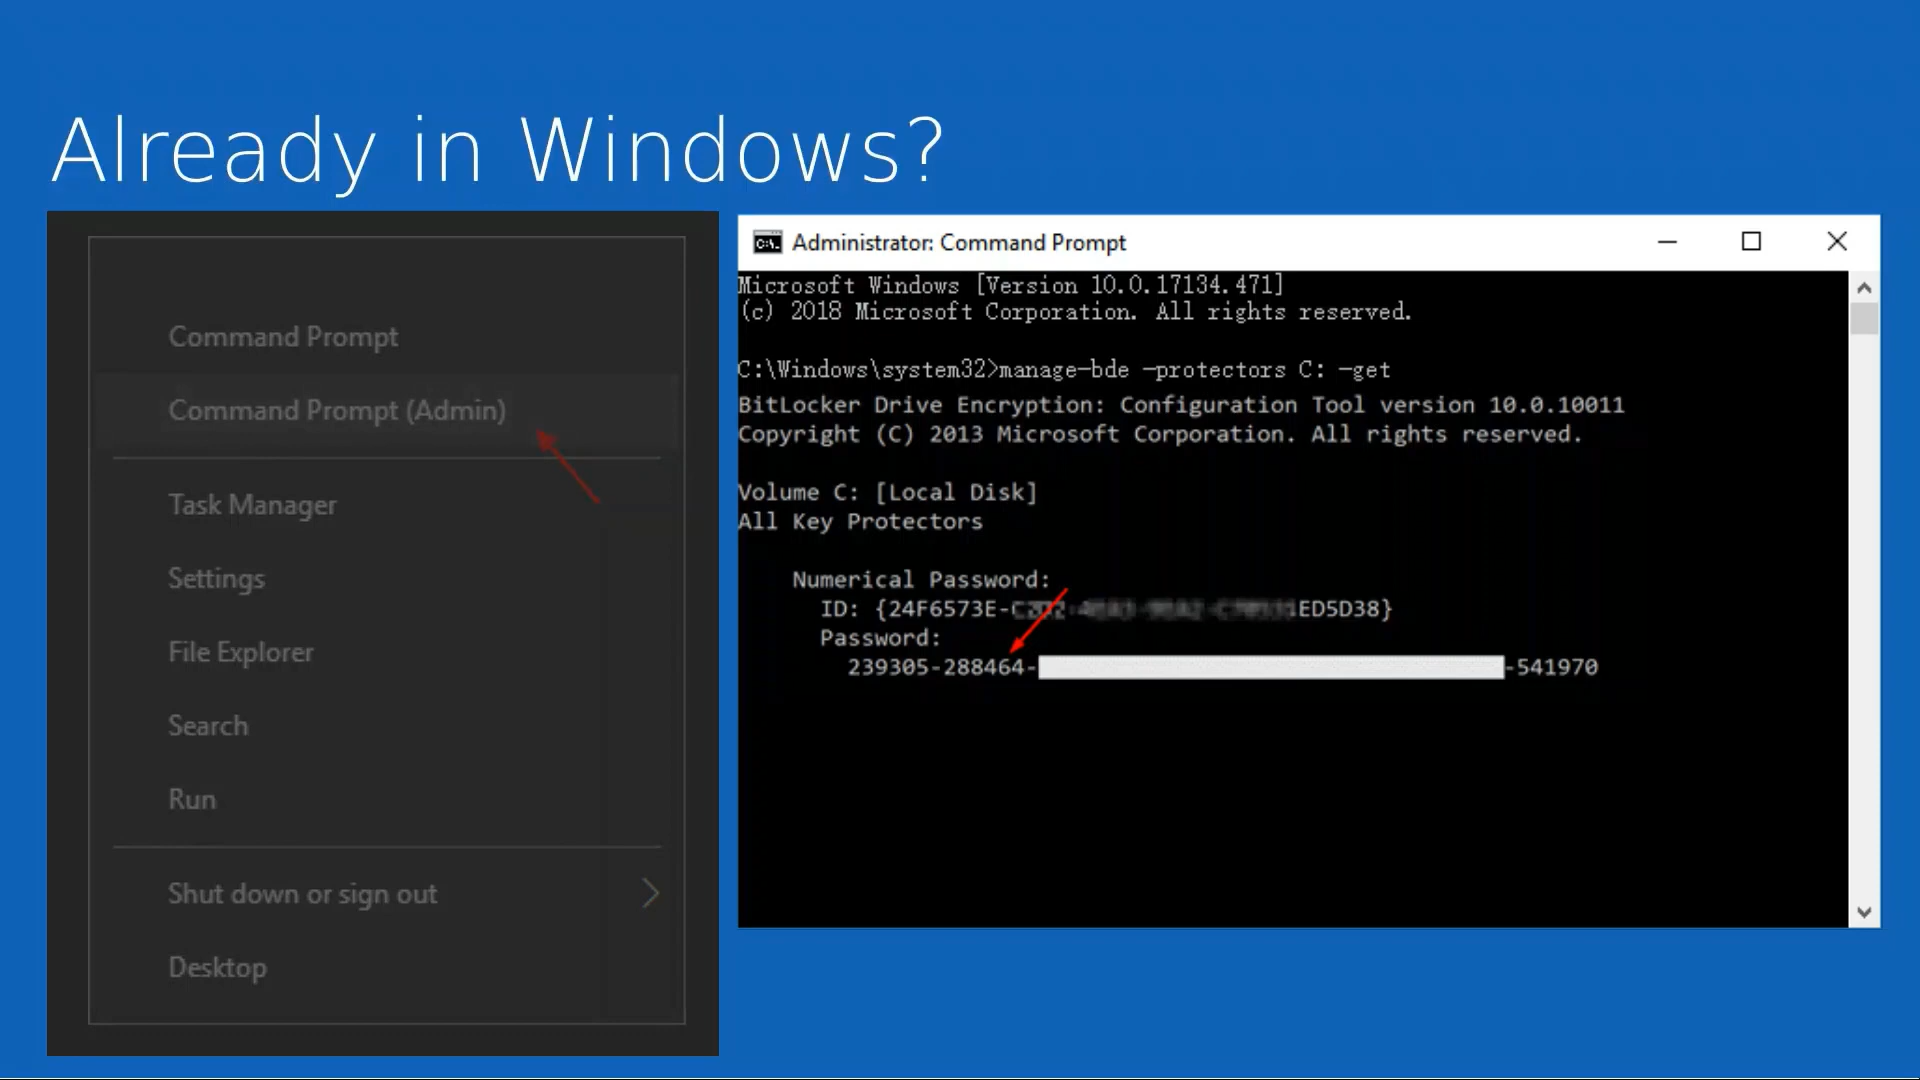 Already in Windows?
Command Prompt
Command Prompt (Admin)
Task Manager
Settings
File Explorer
Search
Run
Shut down or sign out
Desktop
Administrator: Command Prompt
Microsoft Windows [Version 10.0.17134.471]
(c) 2018 Microsoft Corporation. All rights reserved.
C:\Windows\system32>manage-bde -protectors C: -get
BitLocker Drive Encryption: Configuration Tool version 10.0.10011
Copyright (C) 2013 Microsoft Corporation. All rights reserved.
Volume C: [Local Disk]
All Key Protectors
Numerical Password:
ID: {24F6573E- ED5D38}
Password:
239305-288464- -541970